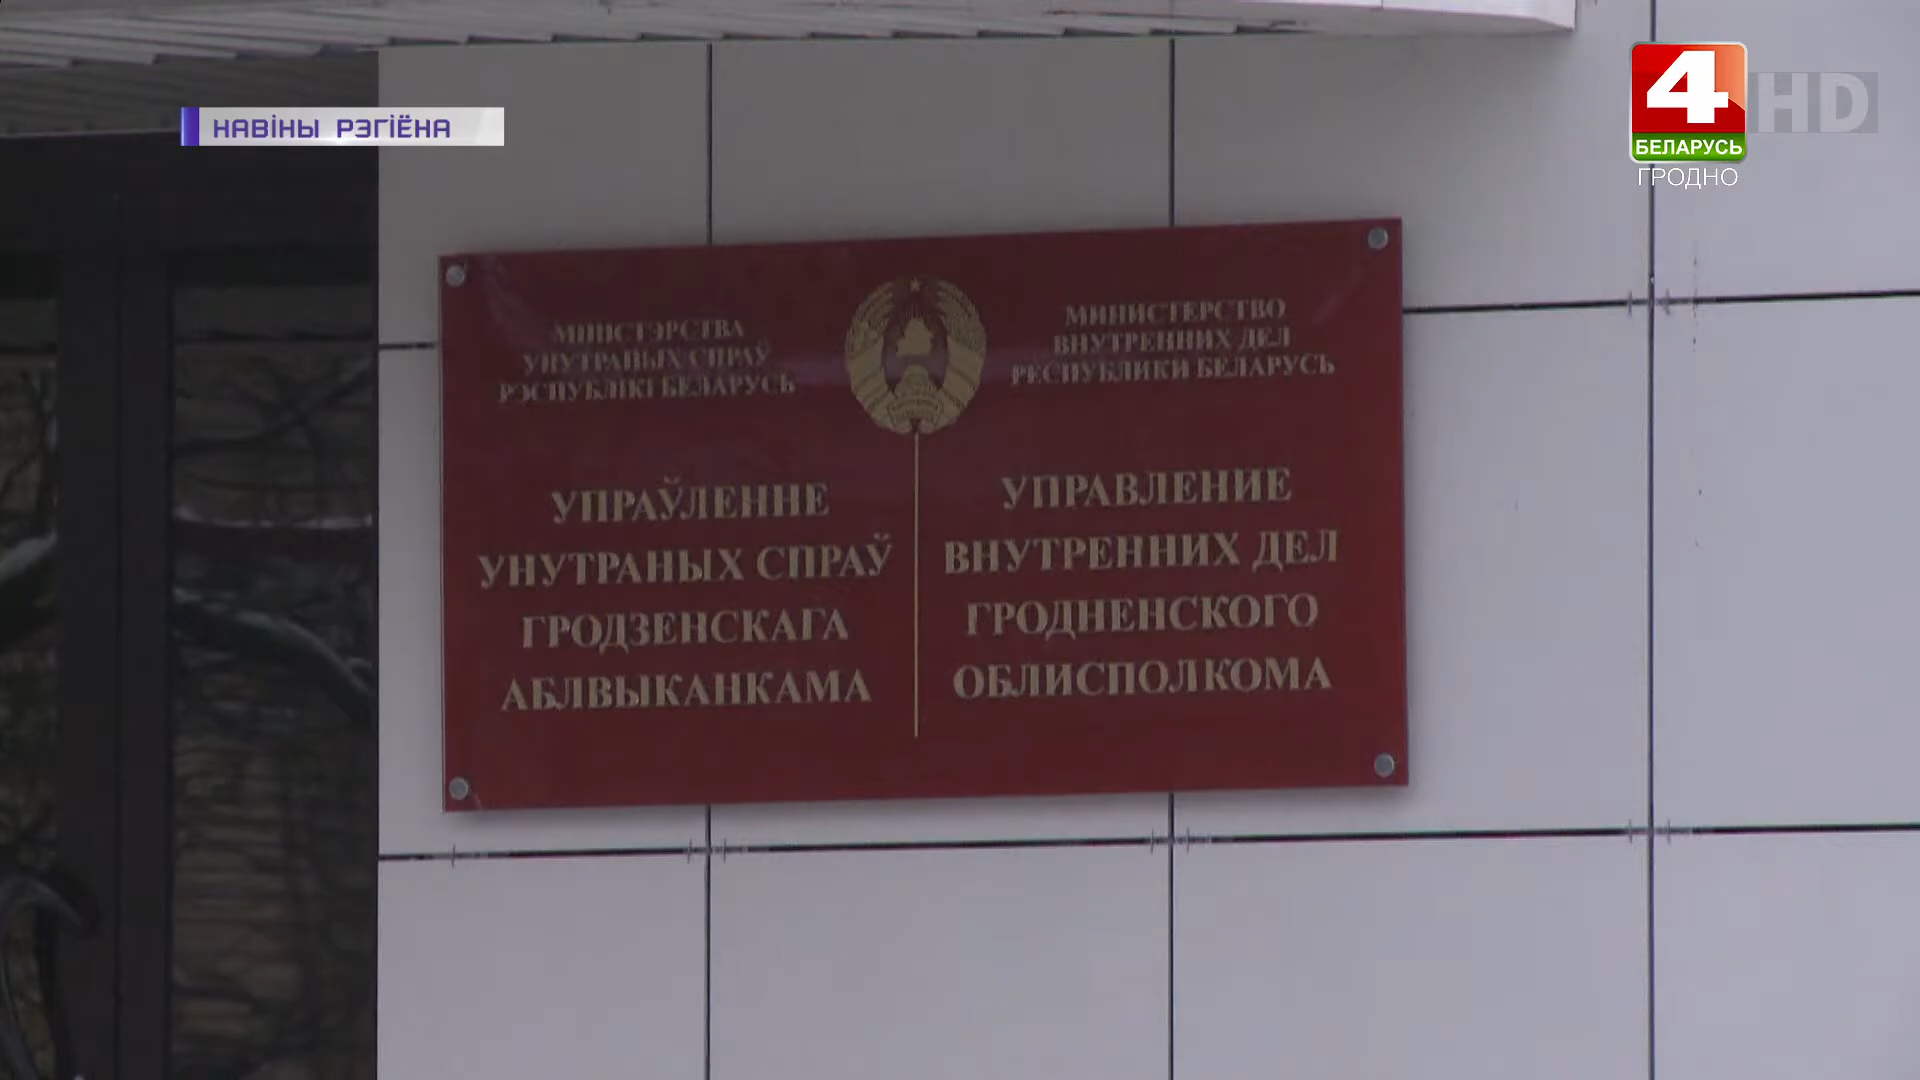 НАВІНЫ РЭГІЁНА
4 HD
БЕЛАРУСЬ
ГРОДНО
МІНІСТЭРСТВА
УНУТРАНЫХ СПРАЎ
РЭСПУБЛІКІ БЕЛАРУСЬ
МИНИСТЕРСТВО
ВНУТРЕННИХ ДЕЛ
РЕСПУБЛИКИ БЕЛАРУСЬ
УПРАЎЛЕННЕ
УНУТРАНЫХ СПРАЎ
ГРОДЗЕНСКАГА
АБЛВЫКАНКАМА
УПРАВЛЕНИЕ
ВНУТРЕННИХ ДЕЛ
ГРОДНЕНСКОГО
ОБЛИСПОЛКОМА